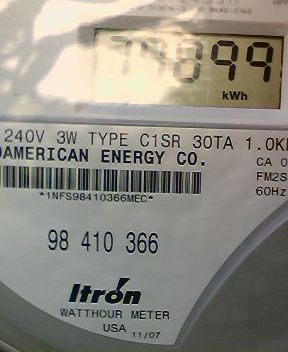 79899
kWh
240V 3W TYPE C1SR 30TA 1.0K
AMERICAN ENERGY CO.
CA 0
FM2S
60Hz
*1NFS98410366MEC*
98 410 366
Itrón
WATTHOUR METER
USA 11/07